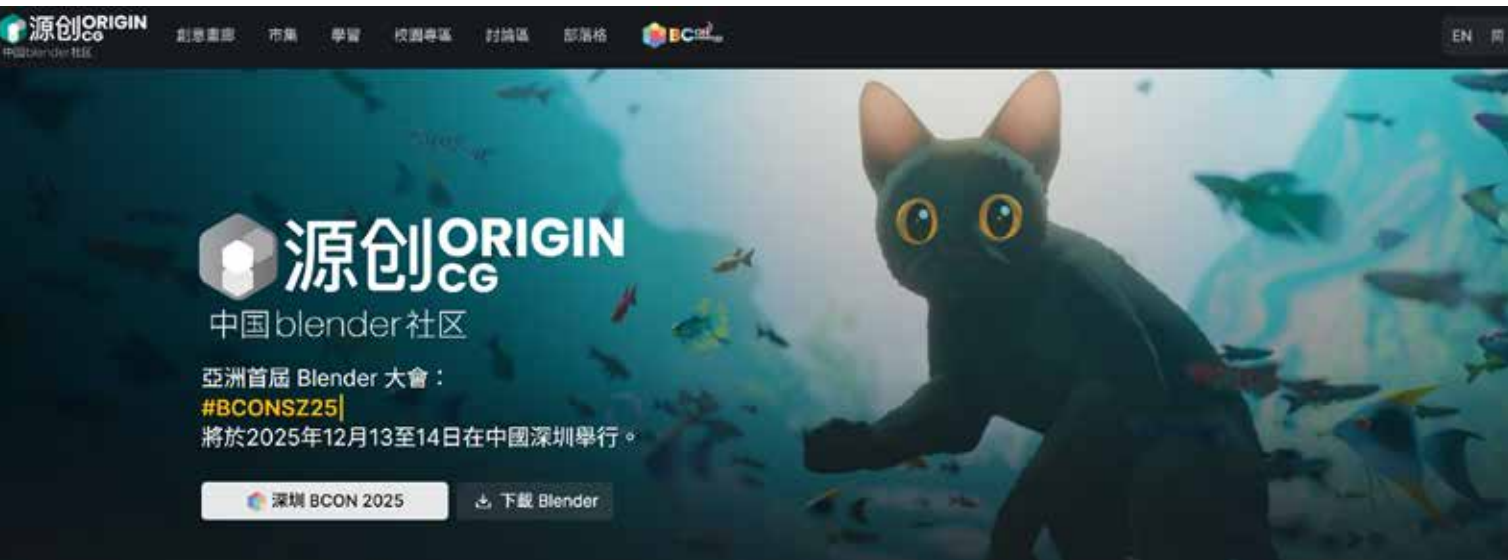 源创ORIGIN CG
中国blender社区
創意畫廊 市集 學習 校園專區 討論區 部落格 BCON
EN 简
源创ORIGIN
CG
中国blender社区
亞洲首屆 Blender 大會：
#BCONSZ25
將於2025年12月13至14日在中國深圳舉行。
深圳 BCON 2025 下載 Blender